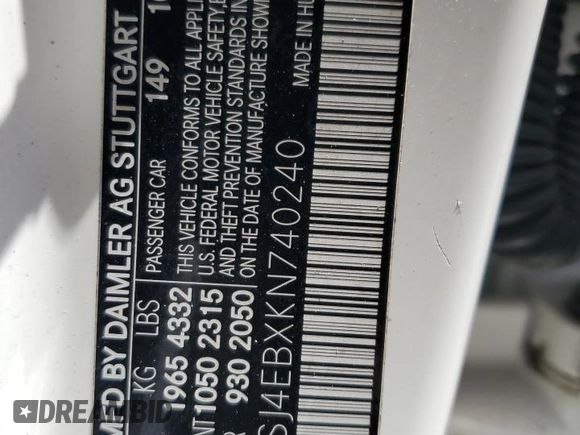 MFD BY DAIMLER AG STUTTGART
KG LBS PASSENGER CAR 149
1965 4332 THIS VEHICLE CONFORMS TO ALL
1050 2315 U.S. FEDERAL MOTOR VEHICLE SAFETY
930 2050 AND THEFT PREVENTION STANDARDS IN
ON THE DATE OF MANUFACTURE SHOW
SJ4EBXKN740240 MADE IN
DREAMBID